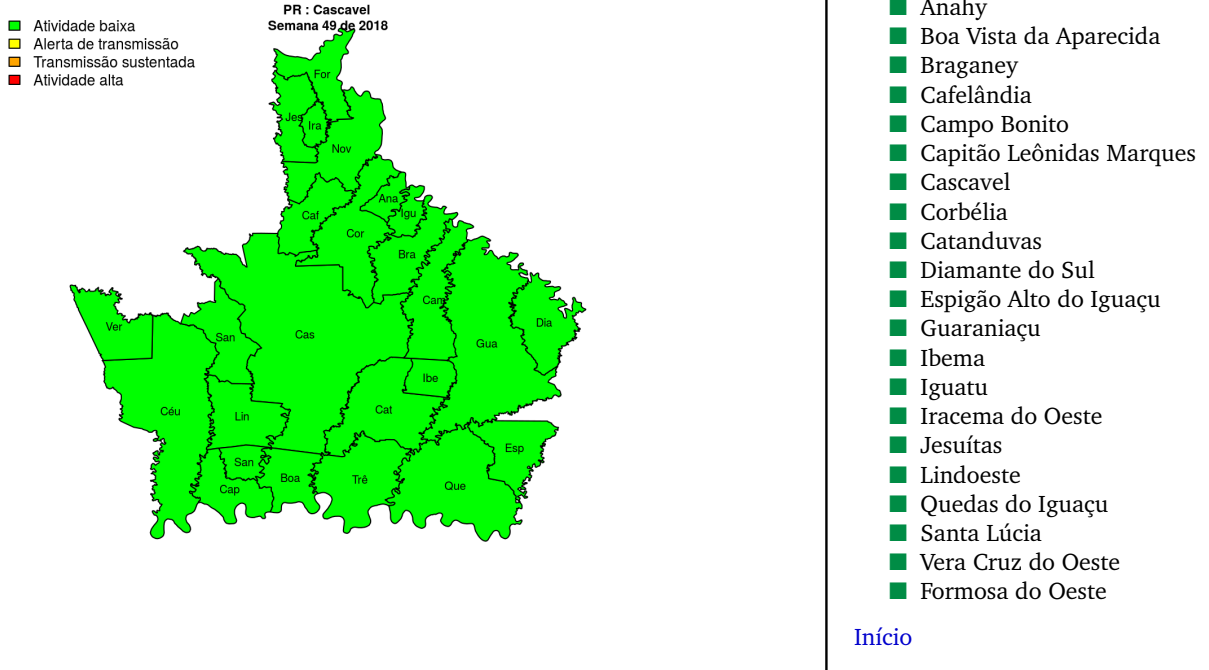 PR : Cascavel
Semana 49 de 2018
Atividade baixa
Alerta de transmissão
Transmissão sustentada
Atividade alta
For
Jes
Ira
Nov
Ana
Caf
Igu
Cor
Bra
Cam
Ver
Dia
San
Cas
Gua
Ibe
Céu
Cat
Lin
Esp
San
Boa
Trê
Cap
Que
Anahy
Boa Vista da Aparecida
Braganey
Cafelândia
Campo Bonito
Capitão Leônidas Marques
Cascavel
Corbélia
Catanduvas
Diamante do Sul
Espigão Alto do Iguaçu
Guaraniaçu
Ibema
Iguatu
Iracema do Oeste
Jesuítas
Lindoeste
Quedas do Iguaçu
Santa Lúcia
Vera Cruz do Oeste
Formosa do Oeste
Início